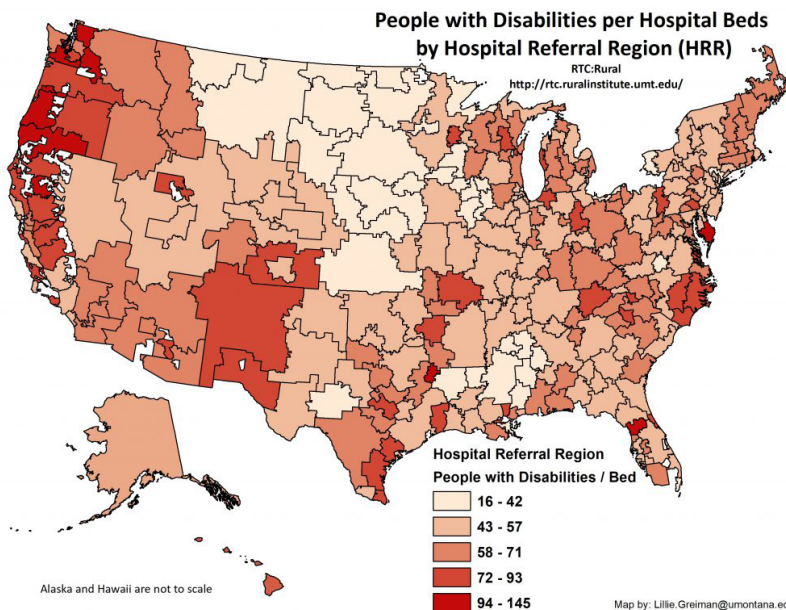 People with Disabilities per Hospital Beds
by Hospital Referral Region (HRR)
RTC:Rural
http://rtc.ruralinstitute.umt.edu/
Hospital Referral Region
People with Disabilities / Bed
16 - 42
43 - 57
58 - 71
72 - 93
94 - 145
Alaska and Hawaii are not to scale
Map by: Lillie.Greiman@umontana.ed